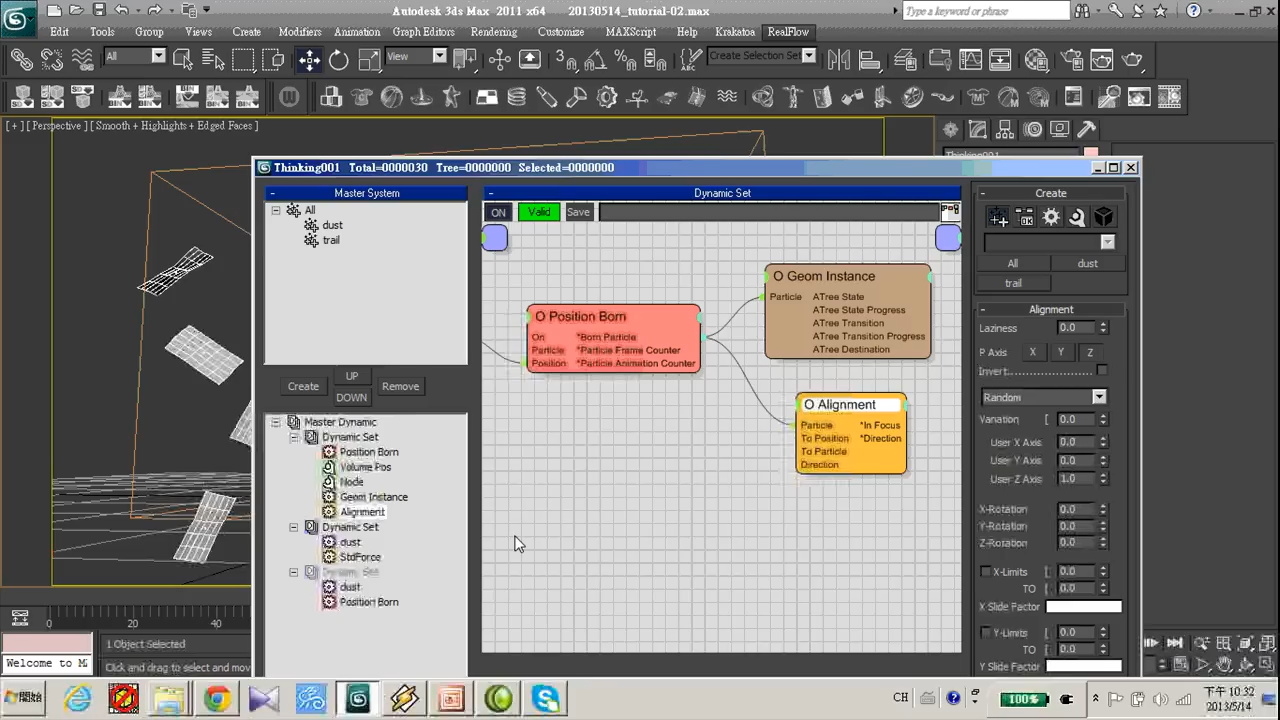 Autodesk 3ds Max 2011 x64    20130514_tutorial-02.max
Type a keyword or phrase
Group
Rendering
Customize
MAXScript
Help
Krakatoa
RealFlow
Graph Editors
All
View
Create Selection Set
[ + ] [ Perspective ] [ Smooth + Highlights + Edged Faces ]
Thinking001 Total=0000030 Tree=0000000 Selected=0000000
Master System
All
dust
trail
Create
UP
DOWN
Remove
Master Dynamic
Dynamic Set
Position Born
Volume Pos
Node
Geom Instance
Alignment
Dynamic Set
dust
StdForce
dust
Position Born
Dynamic Set
ON
Valid
Save
O Position Born
On *Born Particle
Particle *Particle Frame Counter
Position *Particle Animation Counter
O Geom Instance
Particle ATree State
ATree State Progress
ATree Transition
ATree Transition Progress
ATree Destination
O Alignment
Particle *In Focus
To Position *Direction
To Particle
Direction
Create
All
dust
trail
Alignment
Laziness 0.0
P Axis X Y Z
Invert:
Random
Variation [ 0.0
User X Axis 0.0
User Y Axis 0.0
User Z Axis 1.0
X-Rotation 0.0
Y-Rotation 0.0
Z-Rotation 0.0
X-Limits [ 0.0
TO [ 0.0
X Slide Factor
Y-Limits [ 0.0
TO [ 0.0
Y Slide Factor
20
40
1 Object Selected
Click and drag to select and mov
Welcome to M
開始
CH
100%
下午 10:32
2013/5/14